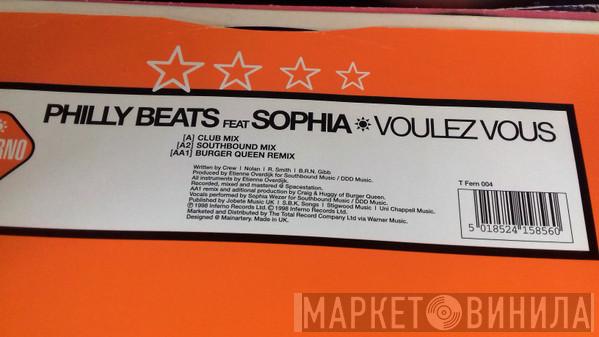 PHILLY BEATS FEAT SOPHIA VOULEZ VOUS
[A] CLUB MIX
[A2] SOUTHBOUND MIX
[AA1] BURGER QUEEN REMIX
Written by Crew I Nolan I R. Smith I B.R.N. Gibb
Produced by Etienne Overdijk for Southbound Music / DDD Music.
All instruments by Etienne Overdijk / DDD Music.
Recorded, mixed and mastered @ Spacestation.
AA1 remix and additional production by Craig & Huggy of Burger Queen.
Vocals performed by Sophia Wezer for Southbound Music / DDD Music.
Published by Jobete Music UK I S.B.K. Songs I Stigwood Music I Uni Chappell Music.
℗1998 Inferno Records Ltd. ©1998 Inferno Records Ltd.
Marketed and Distributed by The Total Record Company Ltd via Warner Music.
Designed @ Mainartery. Made in UK.
T Fern 004
5 018524 158560
RNO
МАРКЕТ ВИНИЛА